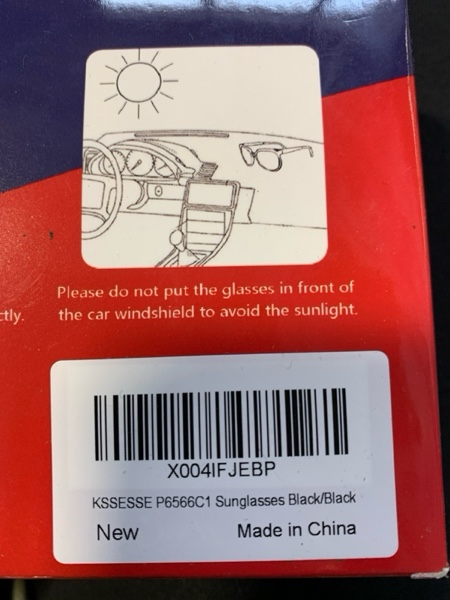 Please do not put the glasses in front of
ctly. the car windshield to avoid the sunlight.
X004IFJEBP
KSSESSE P6566C1 Sunglasses Black/Black
New Made in China